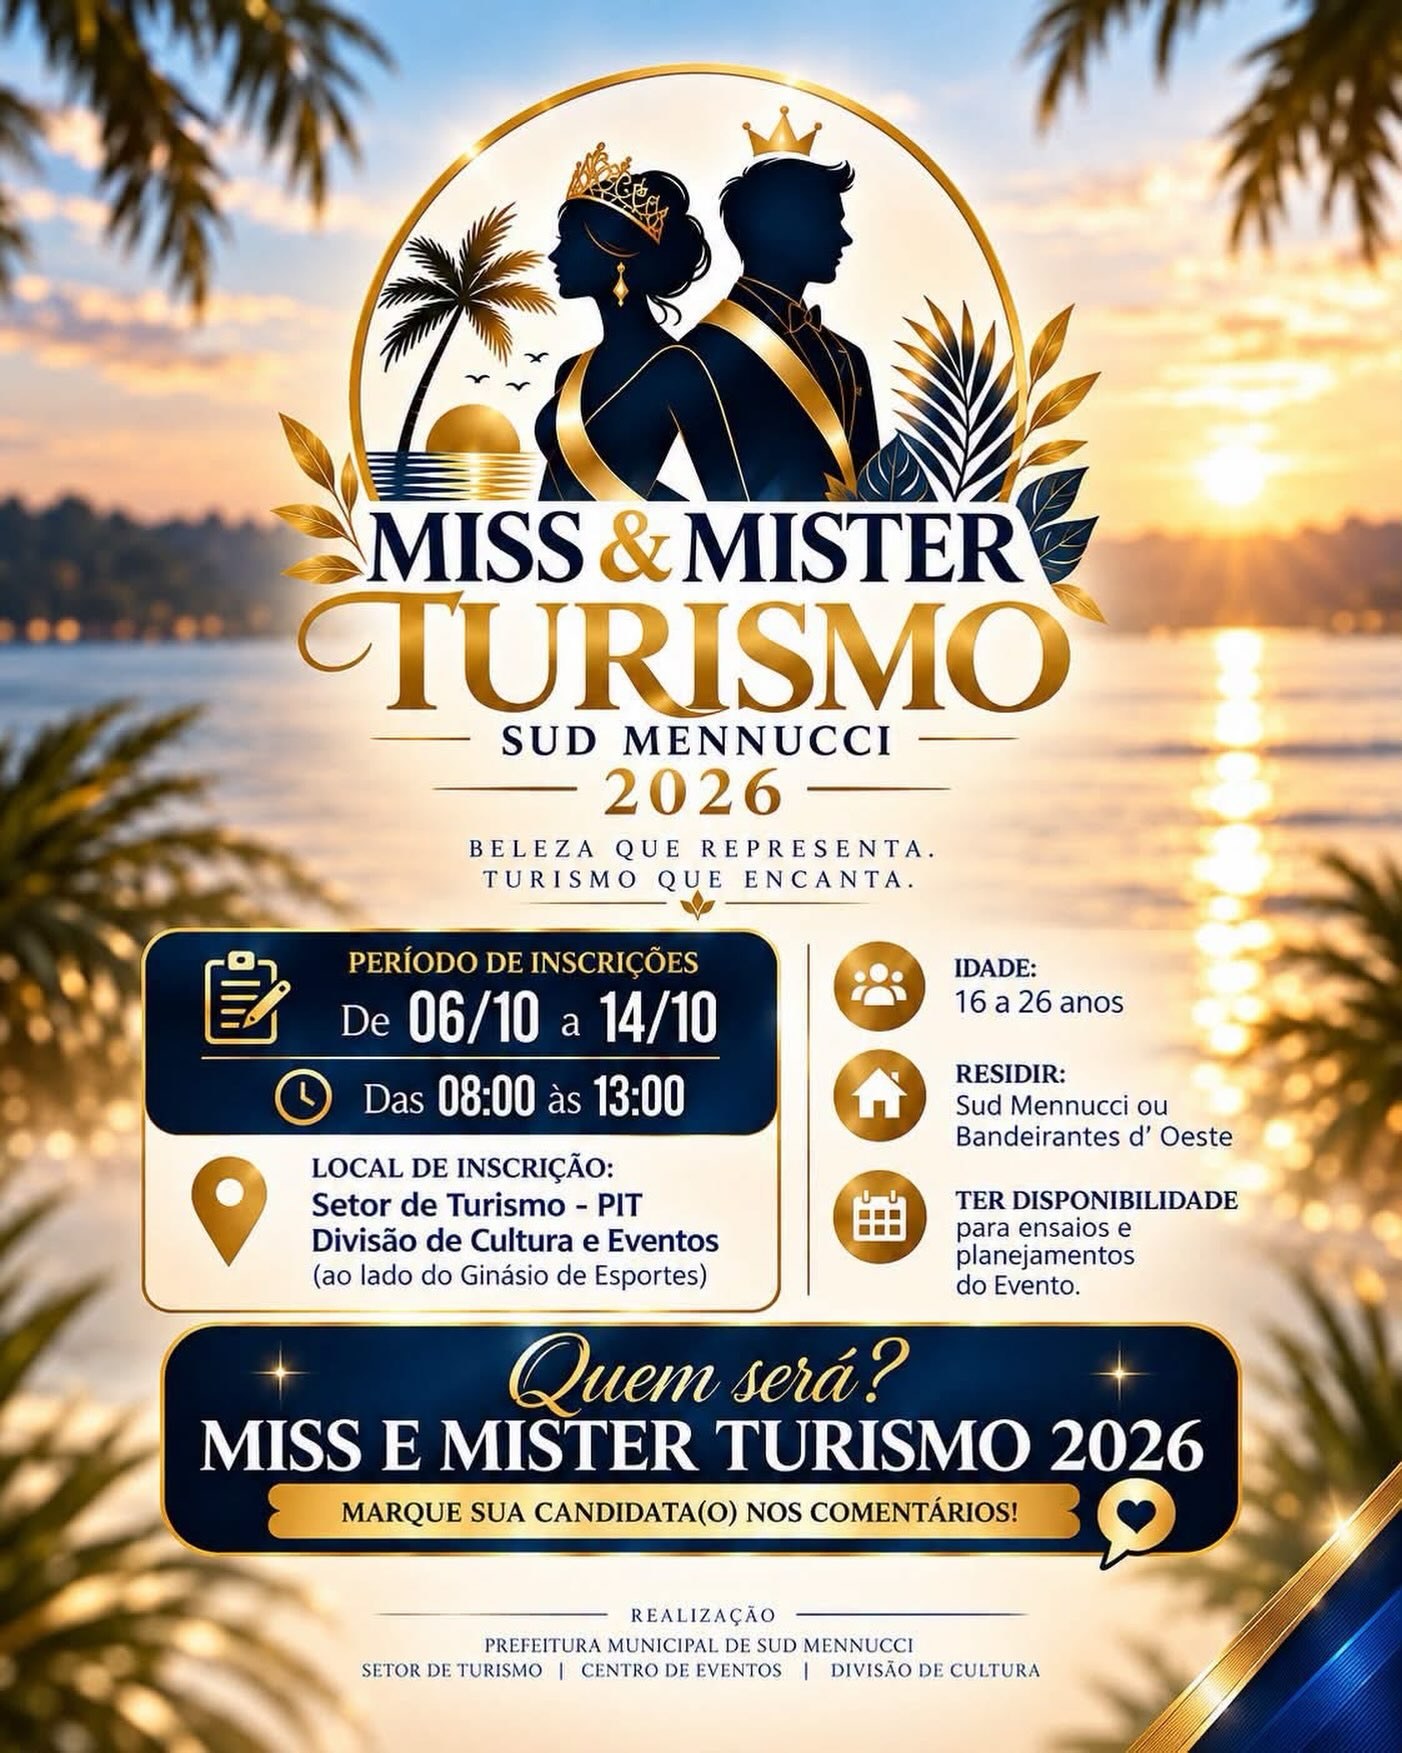 MISS & MISTER
TURISMO
SUD MENNUCCI
2026
BELEZA QUE REPRESENTA.
TURISMO QUE ENCANTA.
PERÍODO DE INSCRIÇÕES
De 06/10 a 14/10
Das 08:00 às 13:00
LOCAL DE INSCRIÇÃO:
Setor de Turismo - PIT
Divisão de Cultura e Eventos
(ao lado do Ginásio de Esportes)
IDADE:
16 a 26 anos
RESIDIR:
Sud Mennucci ou
Bandeirantes d' Oeste
TER DISPONIBILIDADE
para ensaios e
planejamentos
do Evento.
Quem será?
MISS E MISTER TURISMO 2026
MARQUE SUA CANDIDATA(O) NOS COMENTÁRIOS!
REALIZAÇÃO
PREFEITURA MUNICIPAL DE SUD MENNUCCI
SETOR DE TURISMO | CENTRO DE EVENTOS | DIVISÃO DE CULTURA